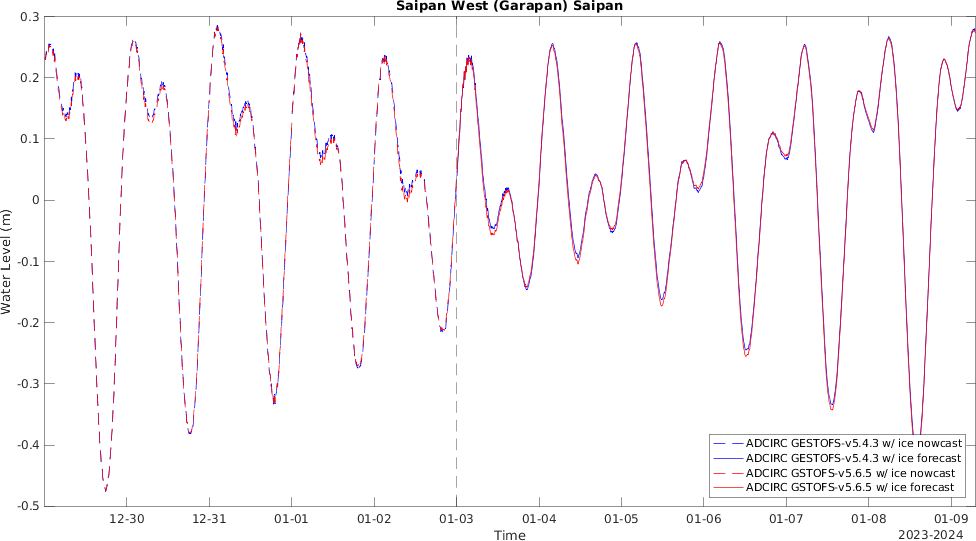 Saipan West (Garapan) Saipan
0.3
0.2
0.1
0
-0.1
-0.2
-0.3
-0.4
-0.5
Water Level (m)
ADCIRC GESTOFS-v5.4.3 w/ ice nowcast
ADCIRC GESTOFS-v5.4.3 w/ ice forecast
ADCIRC GSTOFS-v5.6.5 w/ ice nowcast
ADCIRC GSTOFS-v5.6.5 w/ ice forecast
12-30 12-31 01-01 01-02 01-03 01-04 01-05 01-06 01-07 01-08 01-09
Time
2023-2024